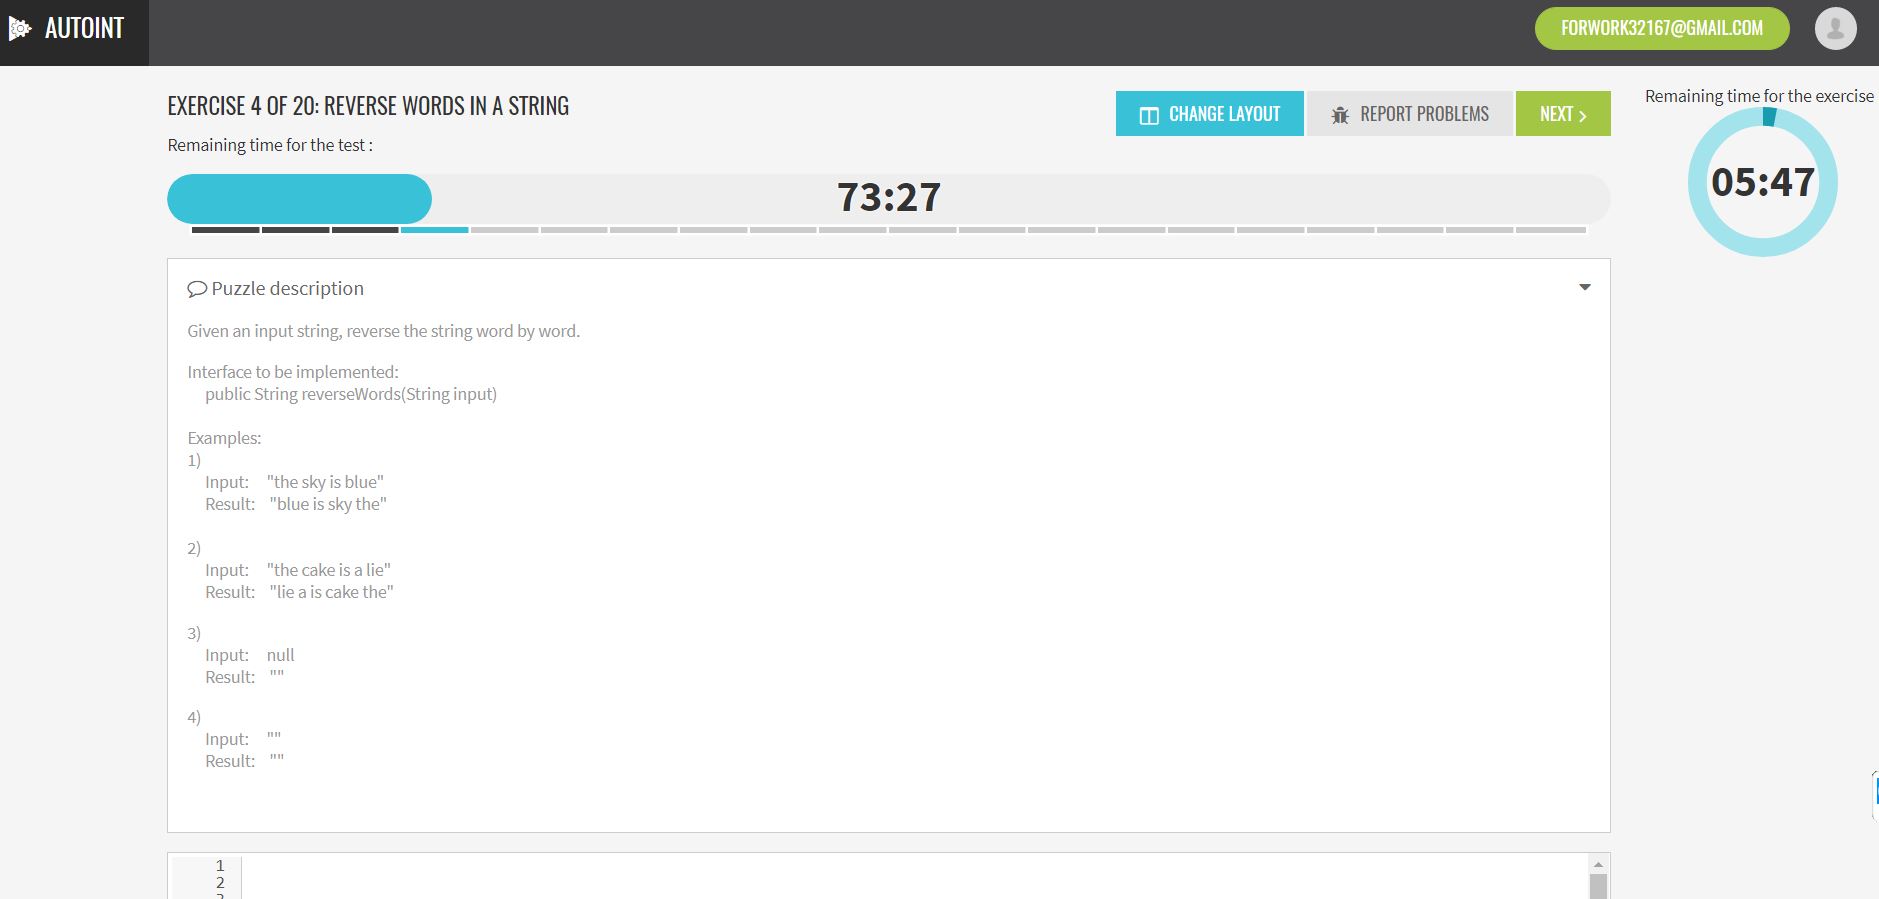 AUTOINT
FORWORK32167@GMAIL.COM
EXERCISE 4 OF 20: REVERSE WORDS IN A STRING
CHANGE LAYOUT
REPORT PROBLEMS
NEXT
Remaining time for the exercise
05:47
Remaining time for the test :
73:27
Puzzle description
Given an input string, reverse the string word by word.
Interface to be implemented:
public String reverseWords(String input)
Examples:
1)
Input: "the sky is blue"
Result: "blue is sky the"
2)
Input: "the cake is a lie"
Result: "lie a is cake the"
3)
Input: null
Result: ""
4)
Input: ""
Result: ""
1
2